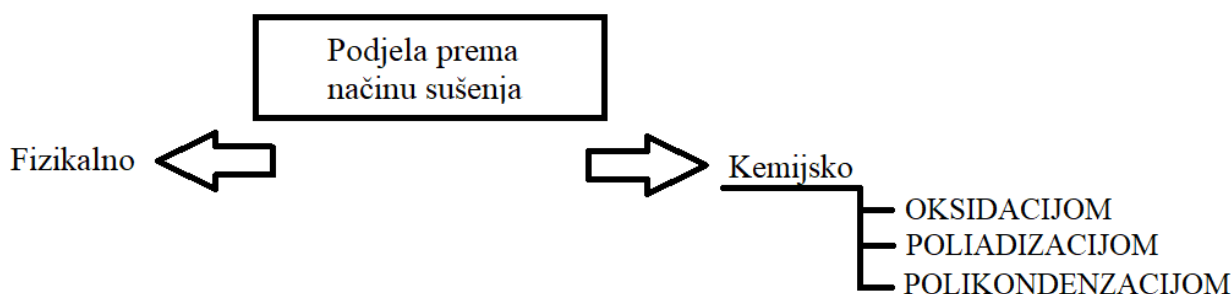 Podjela prema
načinu sušenja
Fizikalno
Kemijsko
OKSIDACIJOM
POLIADIZACIJOM
POLIKONDENZACIJOM